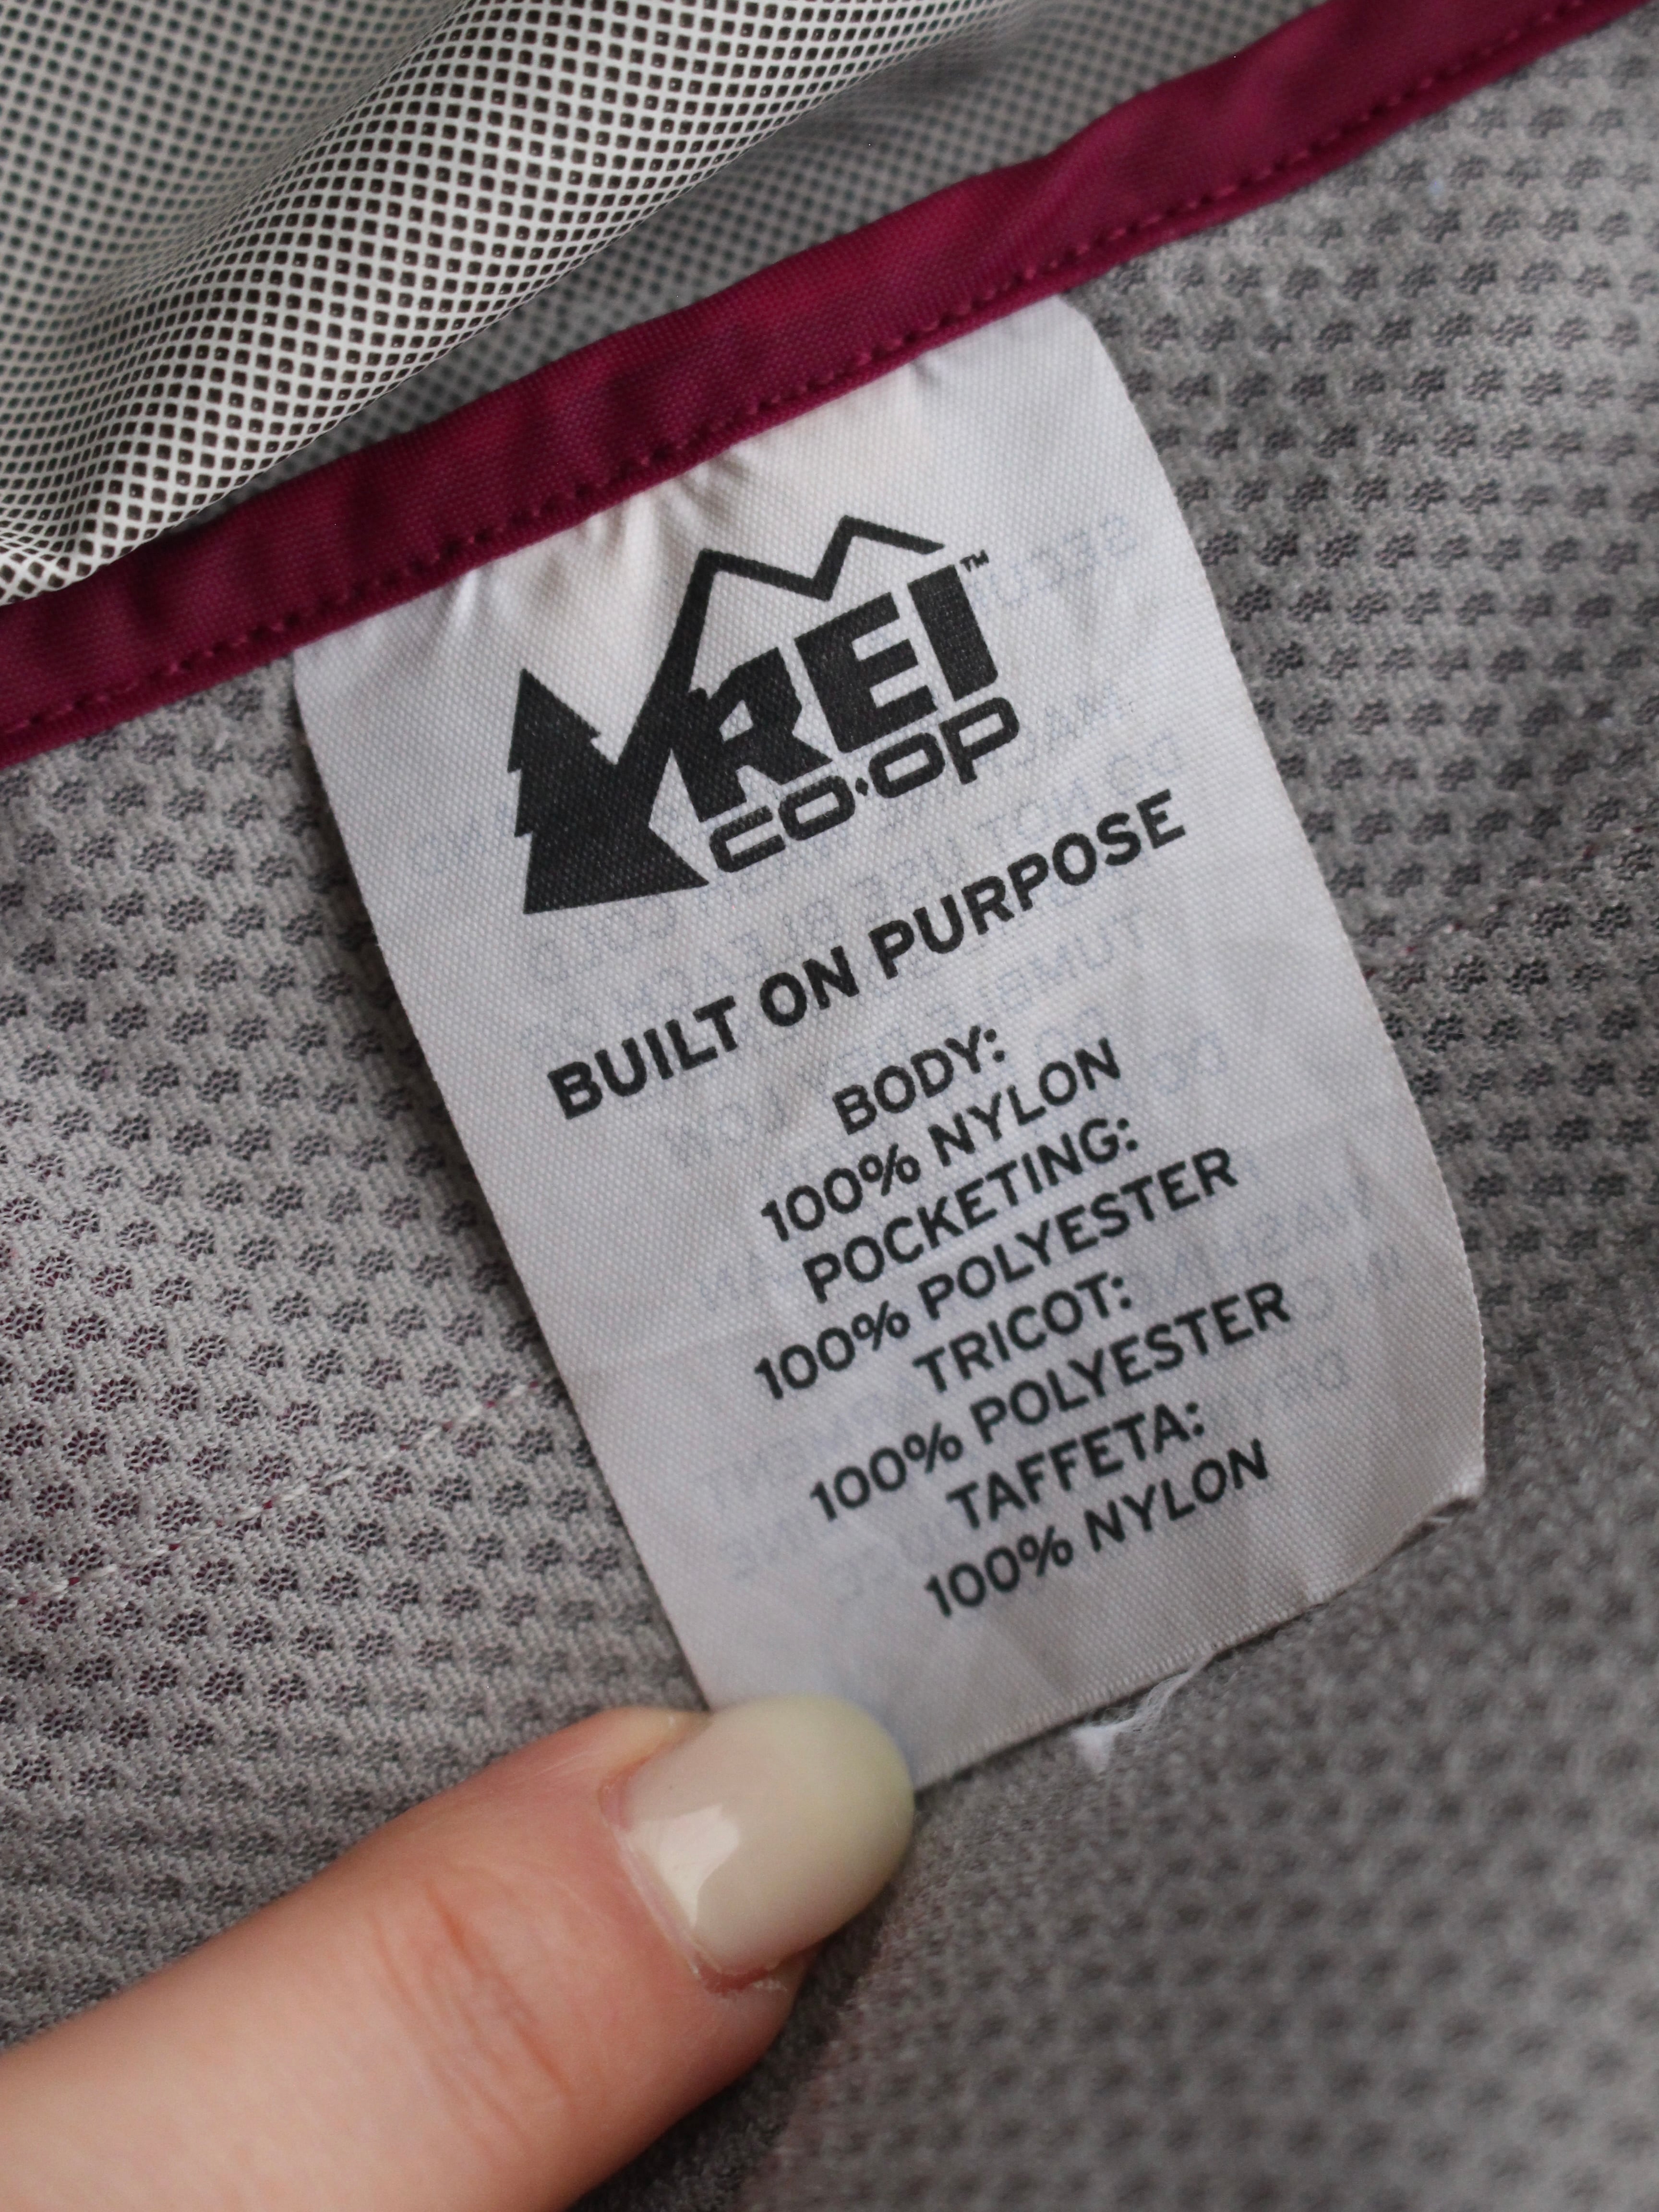 REI™
CO·OP
BUILT ON PURPOSE
BODY:
100% NYLON
POCKETING:
100% POLYESTER
TRICOT:
100% POLYESTER
TAFFETA:
100% NYLON